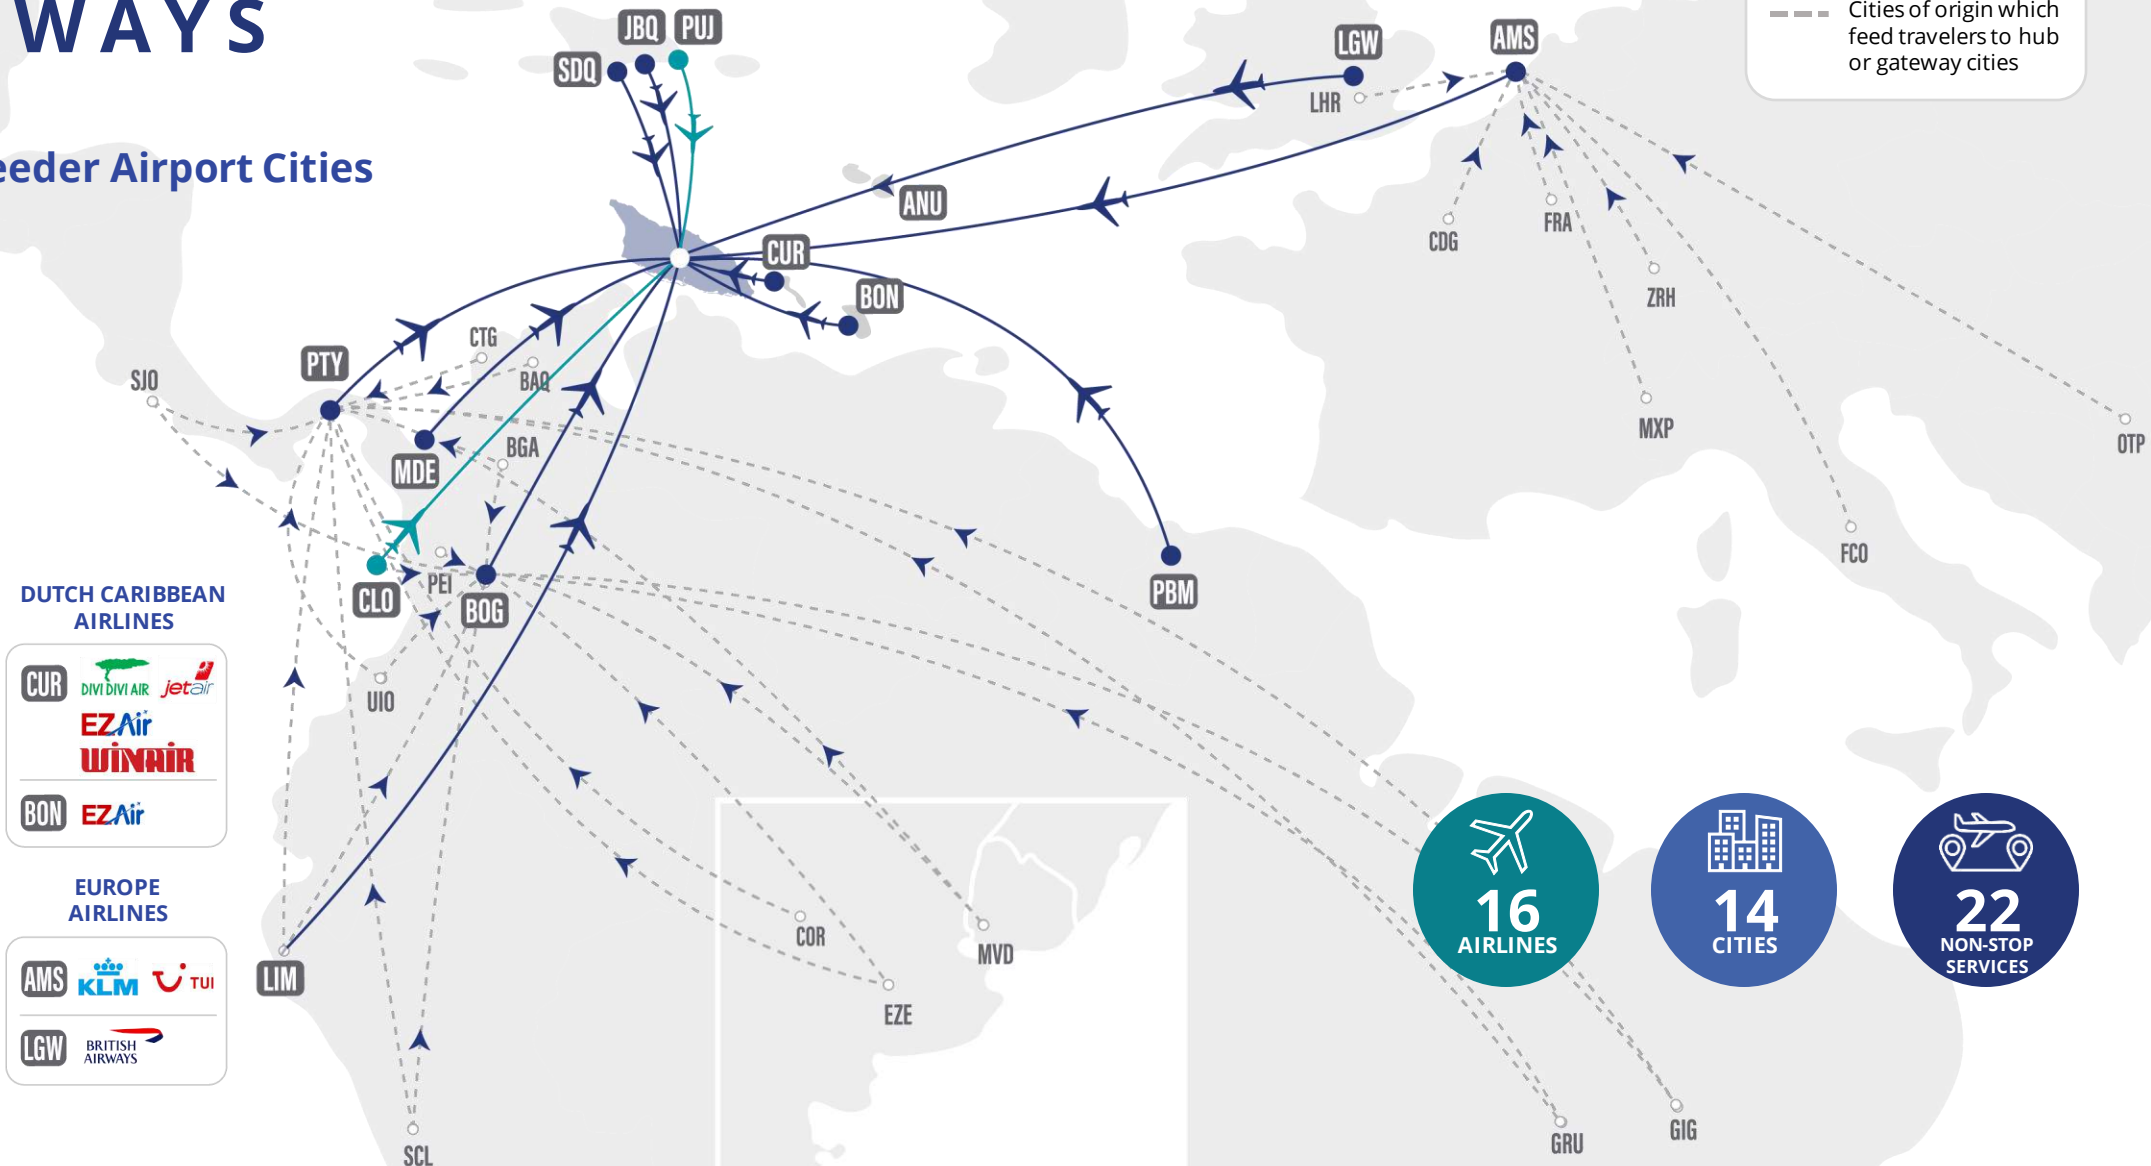 WAYS
eeder Airport Cities
Cities of origin which
feed travelers to hub
or gateway cities
JBQ
PUJ
SDQ
LGW
AMS
LHR
ANU
CDG
FRA
CUR
BON
ZRH
CTG
PTY
BAQ
SJO
MXP
OTP
BGA
MDE
FCO
PEI
CLO
BOG
PBM
UIO
COR
MVD
LIM
EZE
SCL
GRU
GIG
DUTCH CARIBBEAN
AIRLINES
CUR DIVI DIVI AIR jetair
EZAir
WINAIR
BON EZAir
EUROPE
AIRLINES
AMS KLM TUI
LGW BRITISH
AIRWAYS
16
AIRLINES
14
CITIES
22
NON-STOP
SERVICES